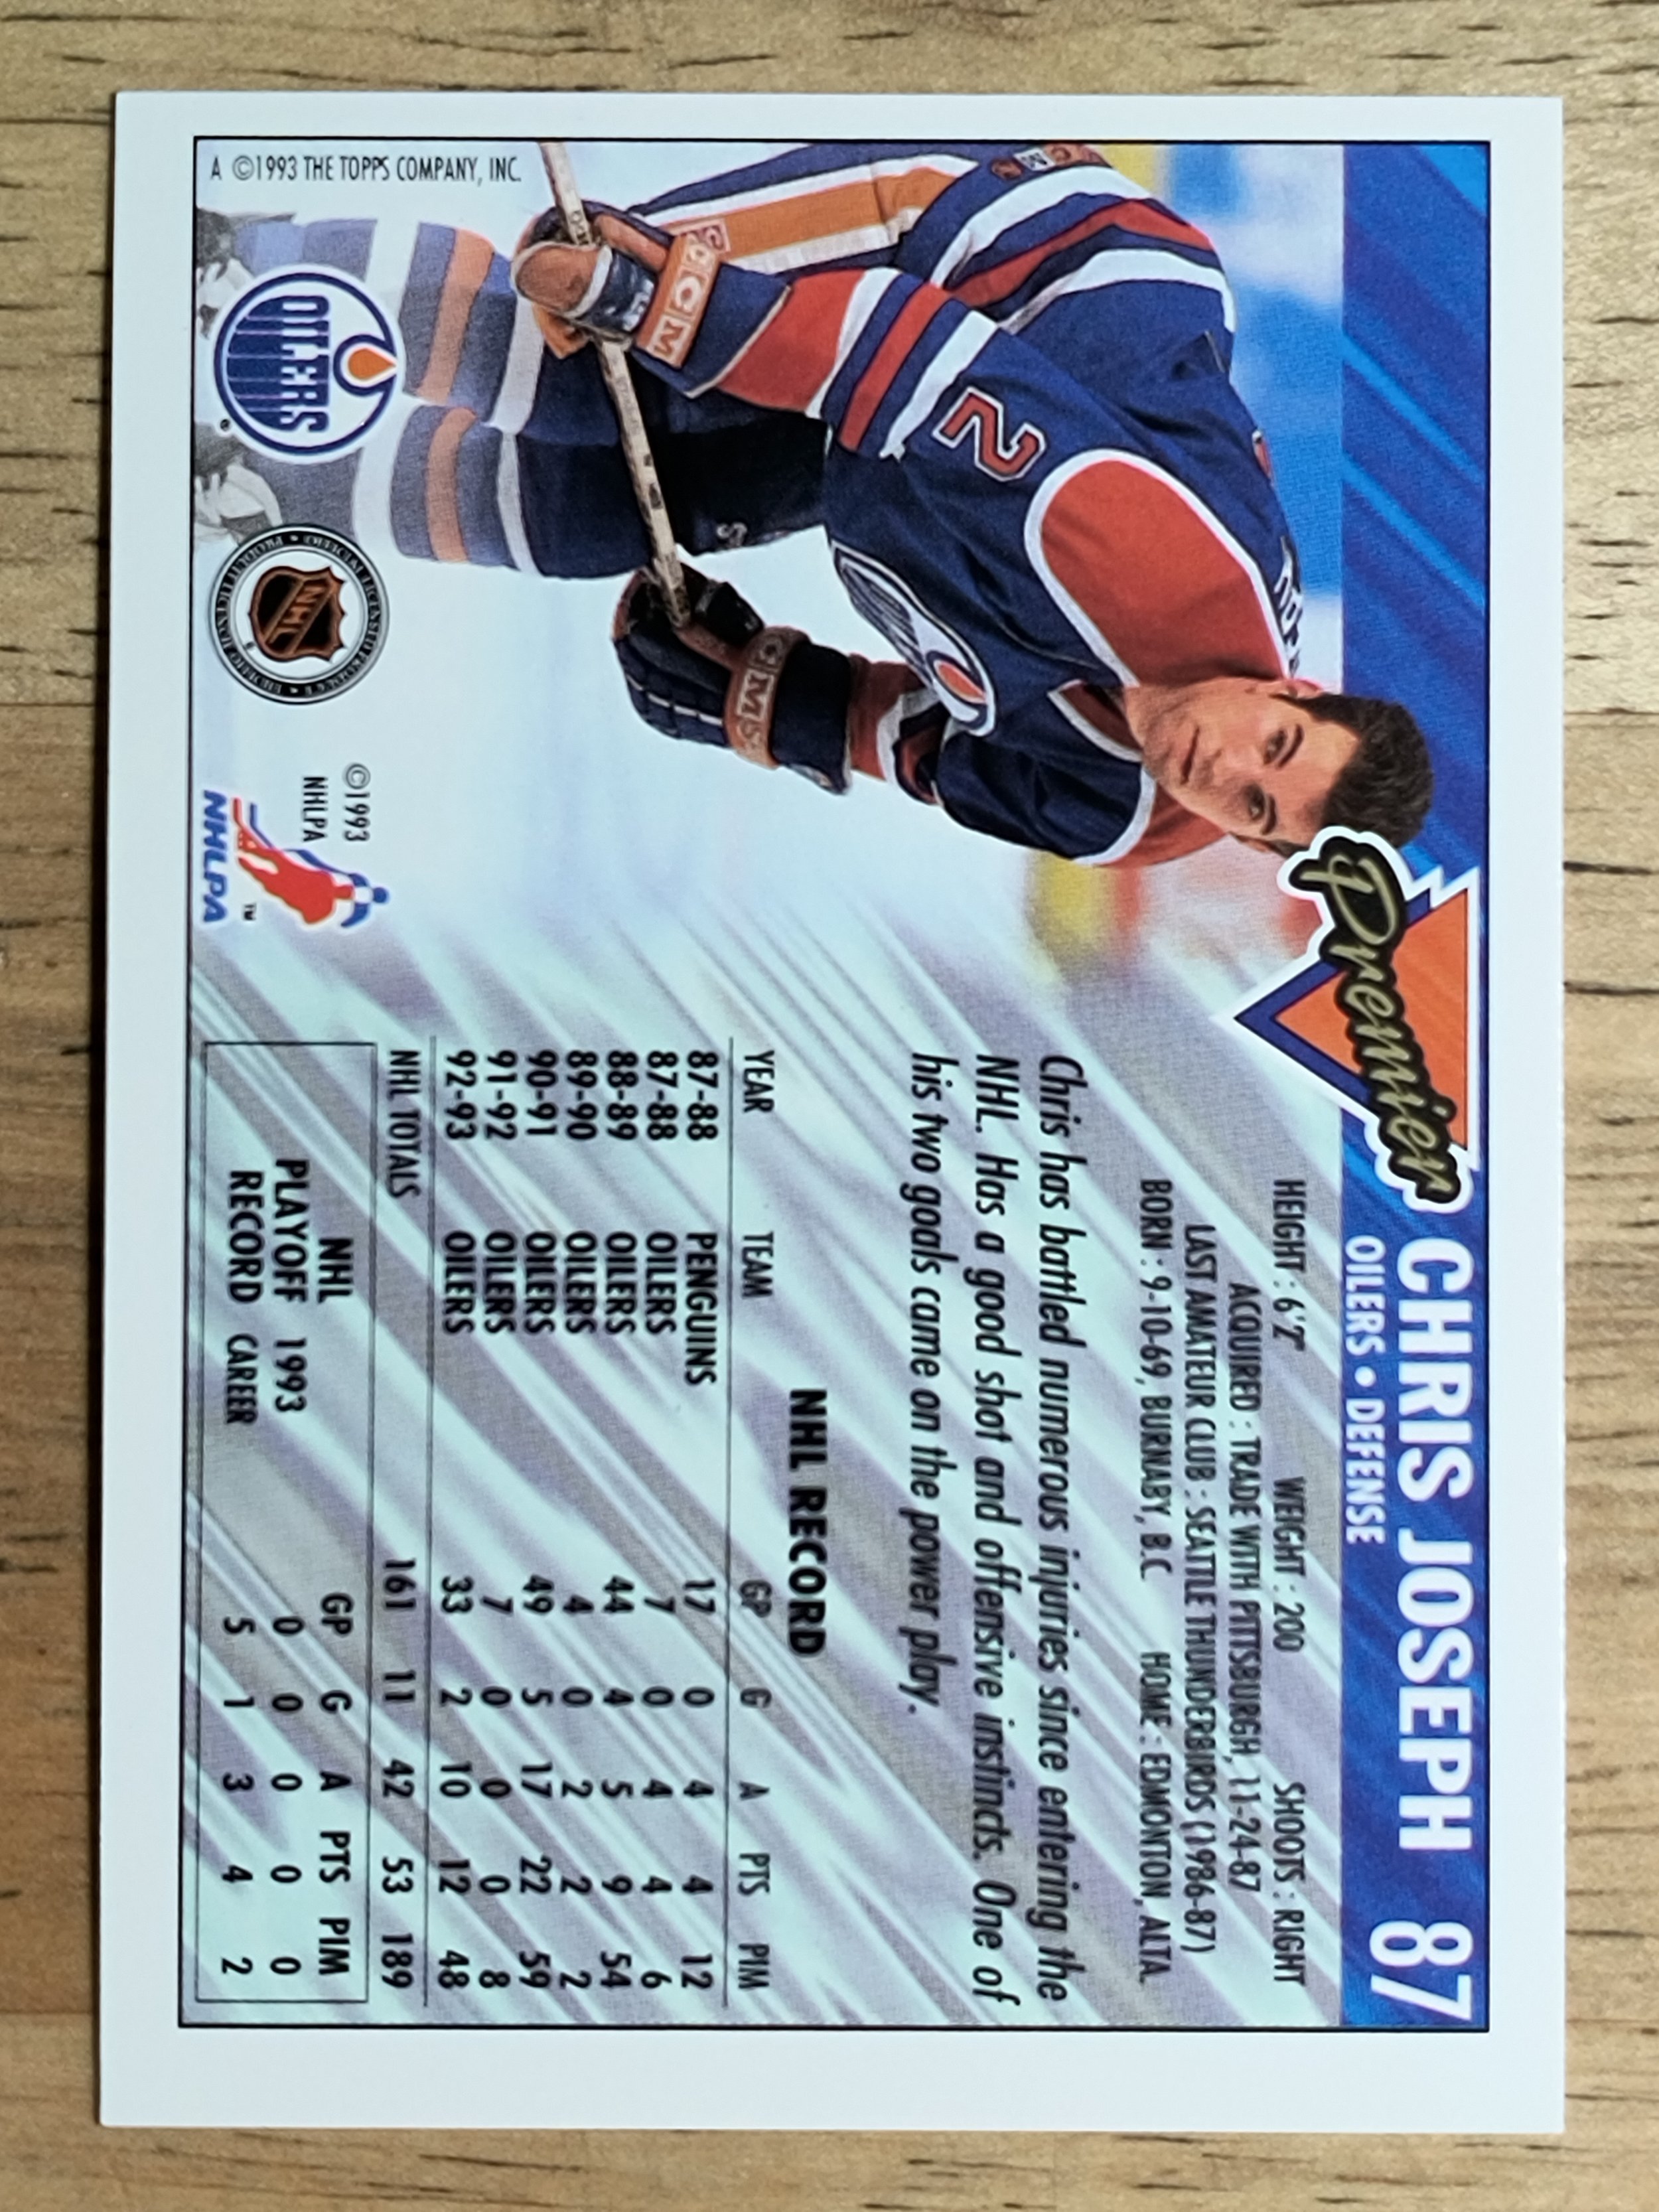 Premier
CHRIS JOSEPH 87
OILERS • DEFENSE
HEIGHT : 6'2" WEIGHT : 200 SHOOTS : RIGHT
ACQUIRED : TRADE WITH PITTSBURGH, 11-24-87
LAST AMATEUR CLUB : SEATTLE THUNDERBIRDS (1986-87)
BORN : 9-10-69, BURNABY, B.C. HOME : EDMONTON, ALTA.
Chris has battled numerous injuries since entering the
NHL. Has a good shot and offensive instincts. One of
his two goals came on the power play.
NHL RECORD
YEAR TEAM GP G A PTS PIM
87-88 PENGUINS 17 0 4 4 12
87-88 OILERS 7 0 4 4 6
88-89 OILERS 44 4 5 9 54
89-90 OILERS 4 0 2 2 2
90-91 OILERS 49 5 17 22 59
91-92 OILERS 7 0 0 0 8
92-93 OILERS 33 2 10 12 48
NHL TOTALS 161 11 42 53 189
NHL GP G A PTS PIM
PLAYOFF 1993 0 0 0 0 0
RECORD CAREER 5 1 3 4 2
2
CCM
CCM
OILERS
NHL
OFFICIAL LICENSED PRODUCT
©1993
NHLPA
NHLPA™
A ©1993 THE TOPPS COMPANY, INC.